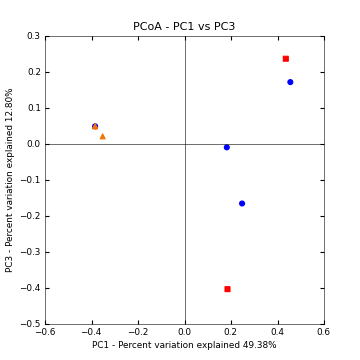 PCoA - PC1 vs PC3
0.3
0.2
0.1
0.0
−0.1
−0.2
−0.3
−0.4
−0.5
PC3 - Percent variation explained 12.80%
−0.6 −0.4 −0.2 0.0 0.2 0.4 0.6
PC1 - Percent variation explained 49.38%